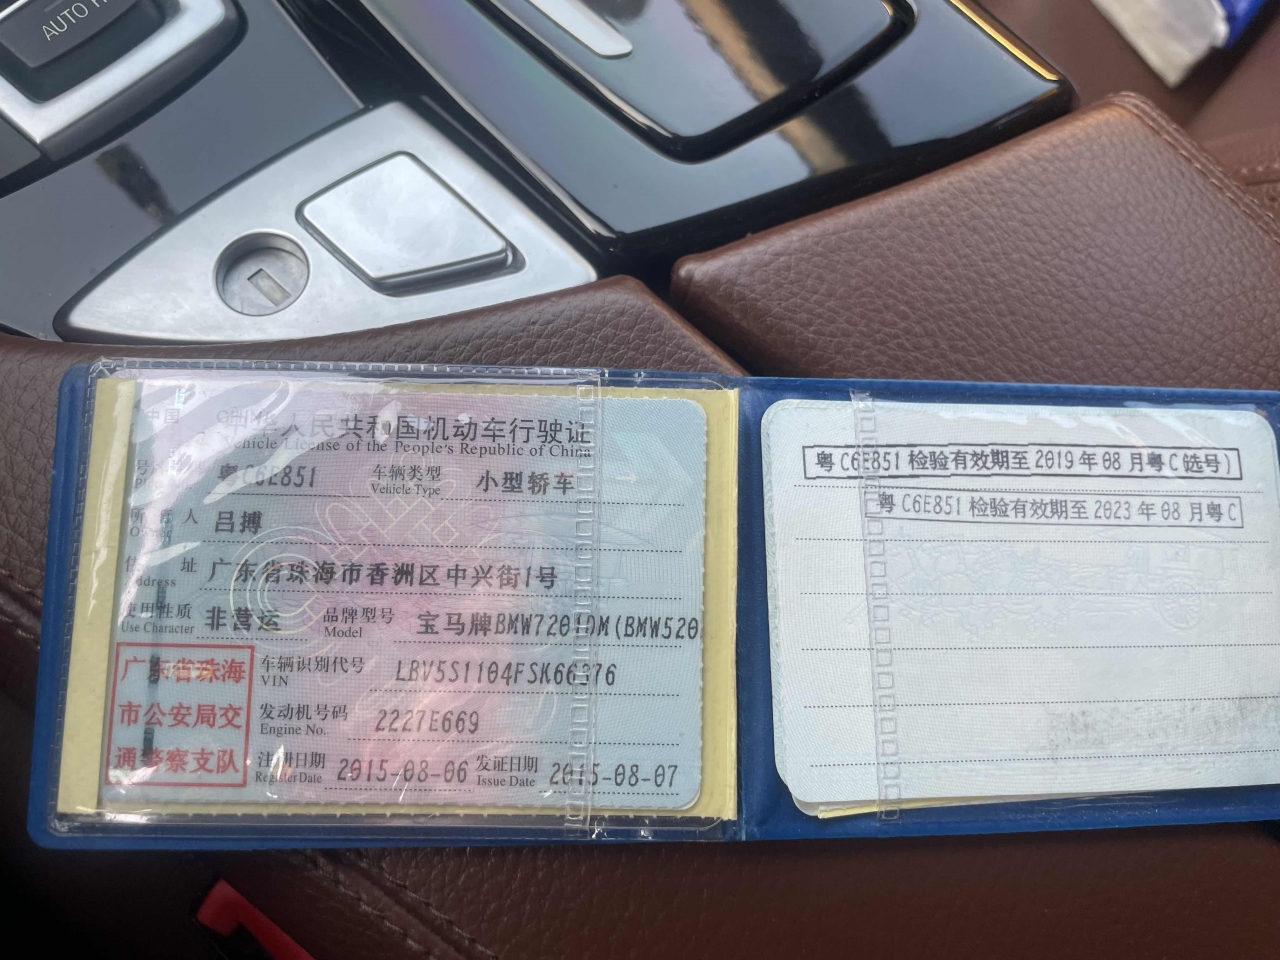 AUTO H
中华人民共和国机动车行驶证
Vehicle License of the People's Republic of China
粤C6E851 车辆类型 Vehicle Type 小型轿车
人 吕搏
住 址 Address 广东省珠海市香洲区中兴街1号
使用性质 Use Character 非营运 品牌型号 Model 宝马牌BMW7201DM(BMW520
车辆识别代号 VIN
发动机号码 Engine No. 2227E669
注册日期 Register Date 2015-08-06 发证日期 Issue Date 2015-08-07
广东省珠海
市公安局交
通警察支队
粤C6E851检验有效期至2019年08月粤C(选号)
粤C6E851检验有效期至2023年08月粤C